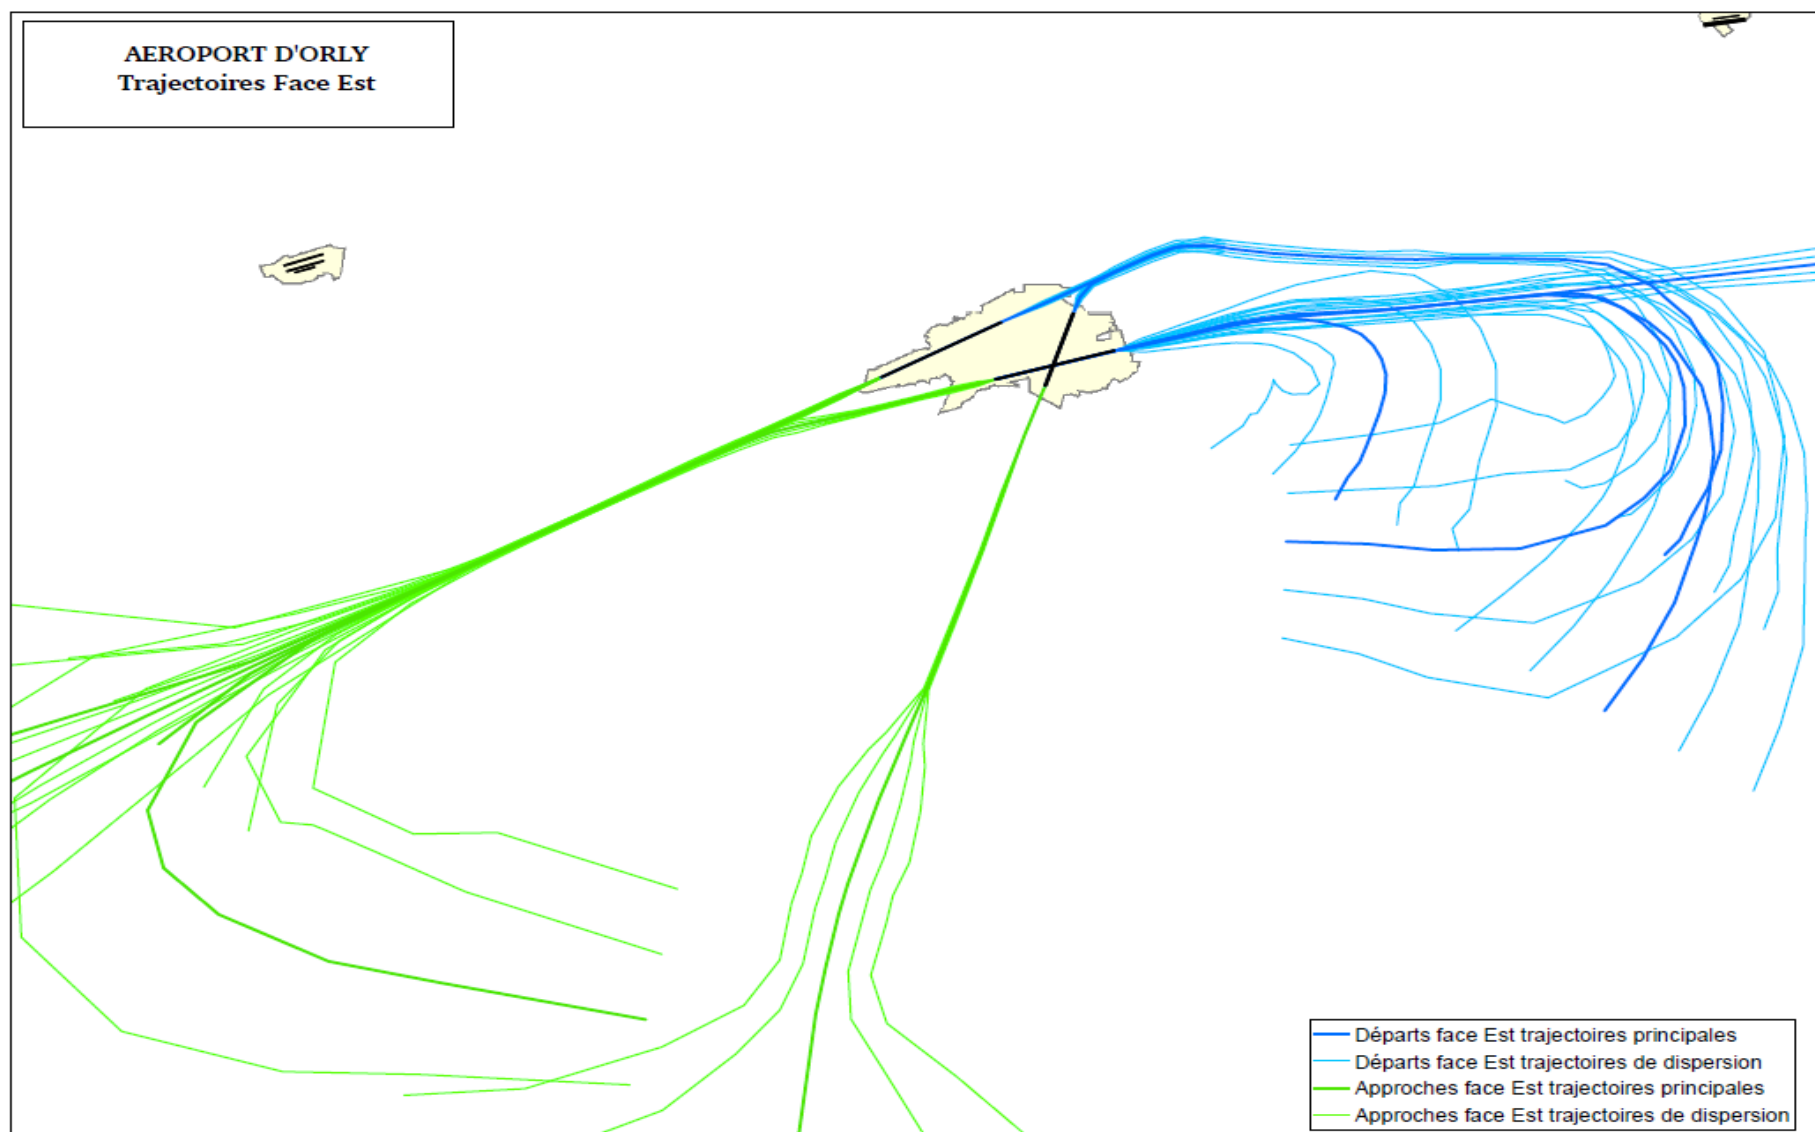 AEROPORT D'ORLY
Trajectoires Face Est
Départs face Est trajectoires principales
Départs face Est trajectoires de dispersion
Approches face Est trajectoires principales
Approches face Est trajectoires de dispersion